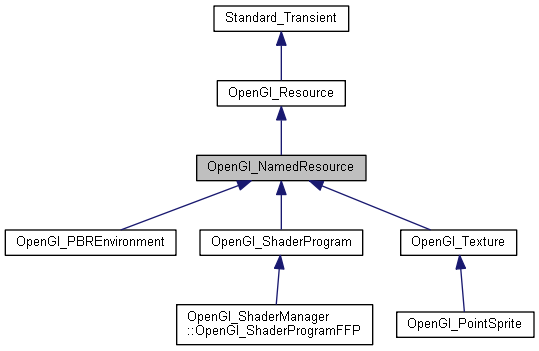 Standard_Transient
OpenGl_Resource
OpenGl_NamedResource
OpenGl_PBREnvironment
OpenGl_ShaderProgram
OpenGl_Texture
OpenGl_ShaderManager
::OpenGl_ShaderProgramFFP
OpenGl_PointSprite